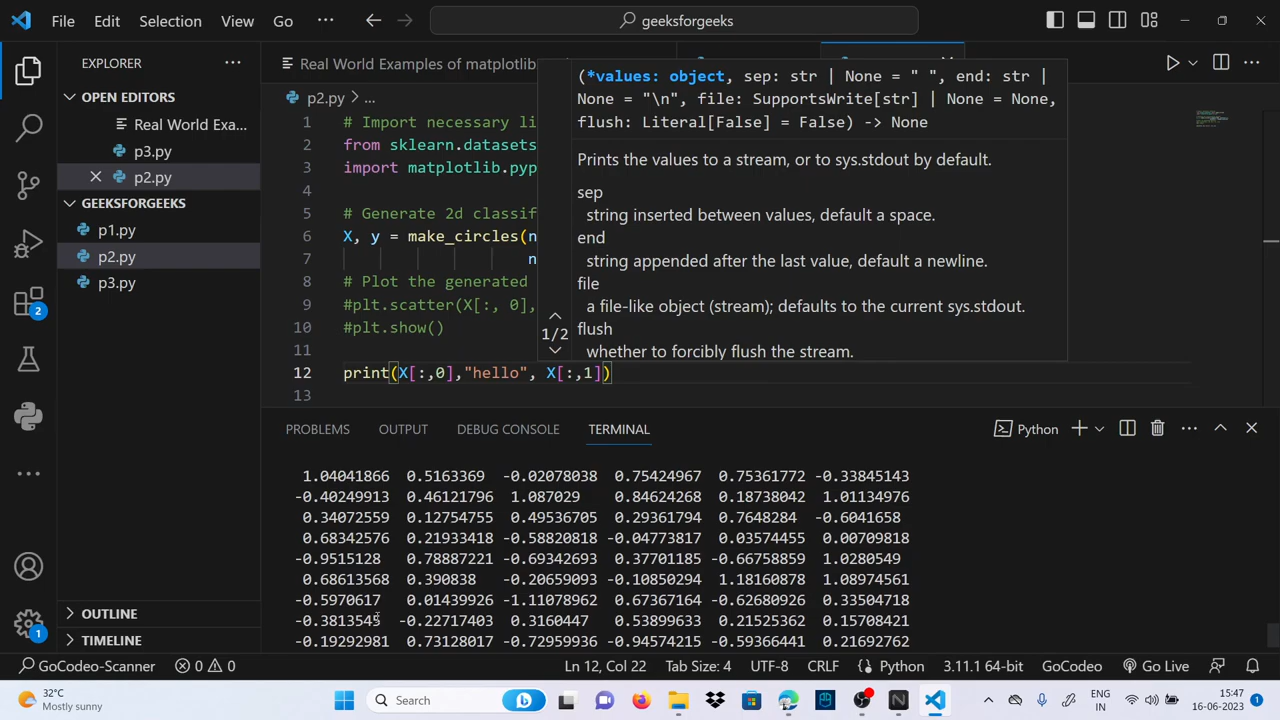 File Edit Selection View Go ··· geeksforgeeks
EXPLORER ···
OPEN EDITORS
Real World Exa...
p3.py
p2.py
GEEKSFORGEEKS
p1.py
p2.py
p3.py
OUTLINE
TIMELINE
2
1
Real World Examples of matplotlib
p2.py > ...
1 # Import necessary li
2 from sklearn.datasets
3 import matplotlib.pyp
4
5 # Generate 2d classif
6 X, y = make_circles(n
7 n
8 # Plot the generated
9 #plt.scatter(X[:, 0],
10 #plt.show()
11
12 print(X[:,0],"hello", X[:,1])
13
(*values: object, sep: str | None = " ", end: str |
None = "\n", file: SupportsWrite[str] | None = None,
flush: Literal[False] = False) -> None
Prints the values to a stream, or to sys.stdout by default.
sep
string inserted between values, default a space.
end
string appended after the last value, default a newline.
file
a file-like object (stream); defaults to the current sys.stdout.
flush
whether to forcibly flush the stream.
1/2
PROBLEMS OUTPUT DEBUG CONSOLE TERMINAL Python
1.04041866 0.5163369 -0.02078038 0.75424967 0.75361772 -0.33845143
-0.40249913 0.46121796 1.087029 0.84624268 0.18738042 1.01134976
0.34072559 0.12754755 0.49536705 0.29361794 0.7648284 -0.6041658
0.68342576 0.21933418 -0.58820818 -0.04773817 0.03574455 0.00709818
-0.9515128 0.78887221 -0.69342693 0.37701185 -0.66758859 1.0280549
0.68613568 0.390838 -0.20659093 -0.10850294 1.18160878 1.08974561
-0.5970617 0.01439926 -1.11078962 0.67367164 -0.62680926 0.33504718
-0.3813545 -0.22717403 0.3160447 0.53899633 0.21525362 0.15708421
-0.19292981 0.73128017 -0.72959936 -0.94574215 -0.59366441 0.21692762
GoCodeo-Scanner 0 0 Ln 12, Col 22 Tab Size: 4 UTF-8 CRLF Python 3.11.1 64-bit GoCodeo Go Live
32°C
Mostly sunny
Search
ENG
IN
15:47
16-06-2023
1